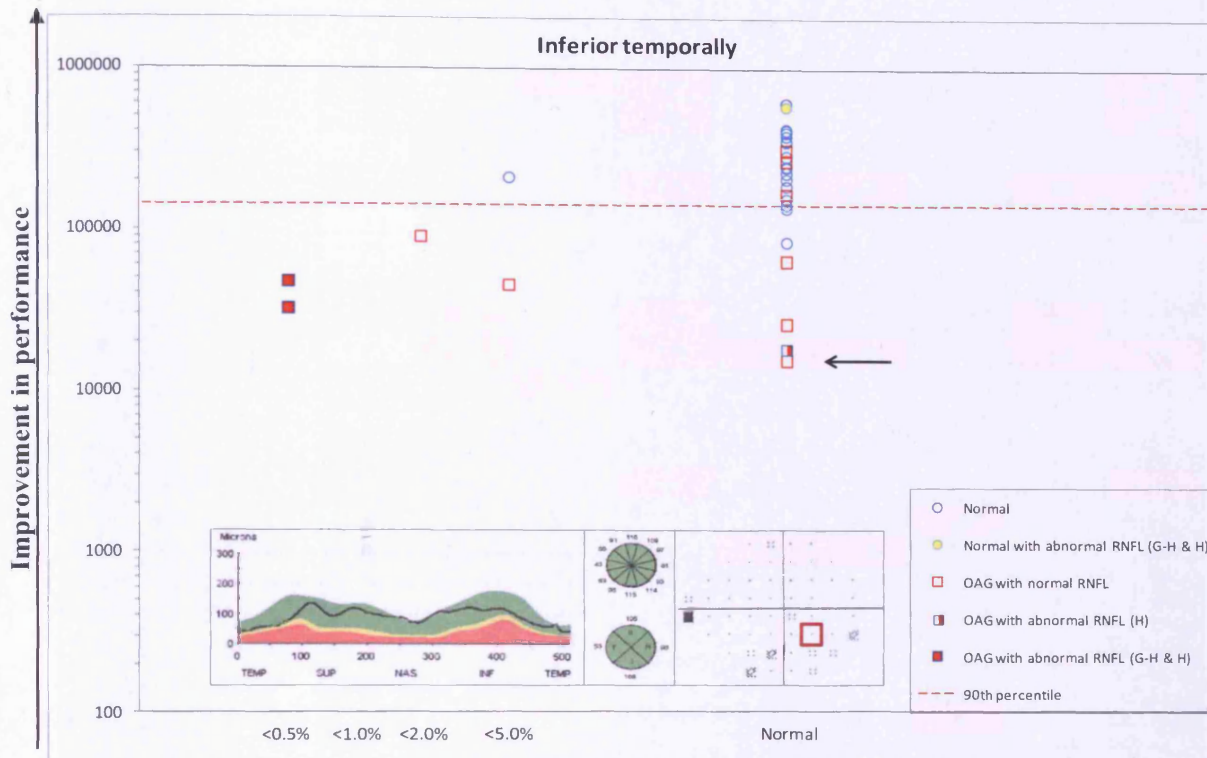 Inferior temporally
Improvement in performance
1000000
100000
10000
1000
100
<0.5% <1.0% <2.0% <5.0% Normal
Microns
300
200
100
0
0 100 200 300 400 500
TEMP SUP NAS INF TEMP
Normal
Normal with abnormal RNFL (G-H & H)
OAG with normal RNFL
OAG with abnormal RNFL (H)
OAG with abnormal RNFL (G-H & H)
90th percentile